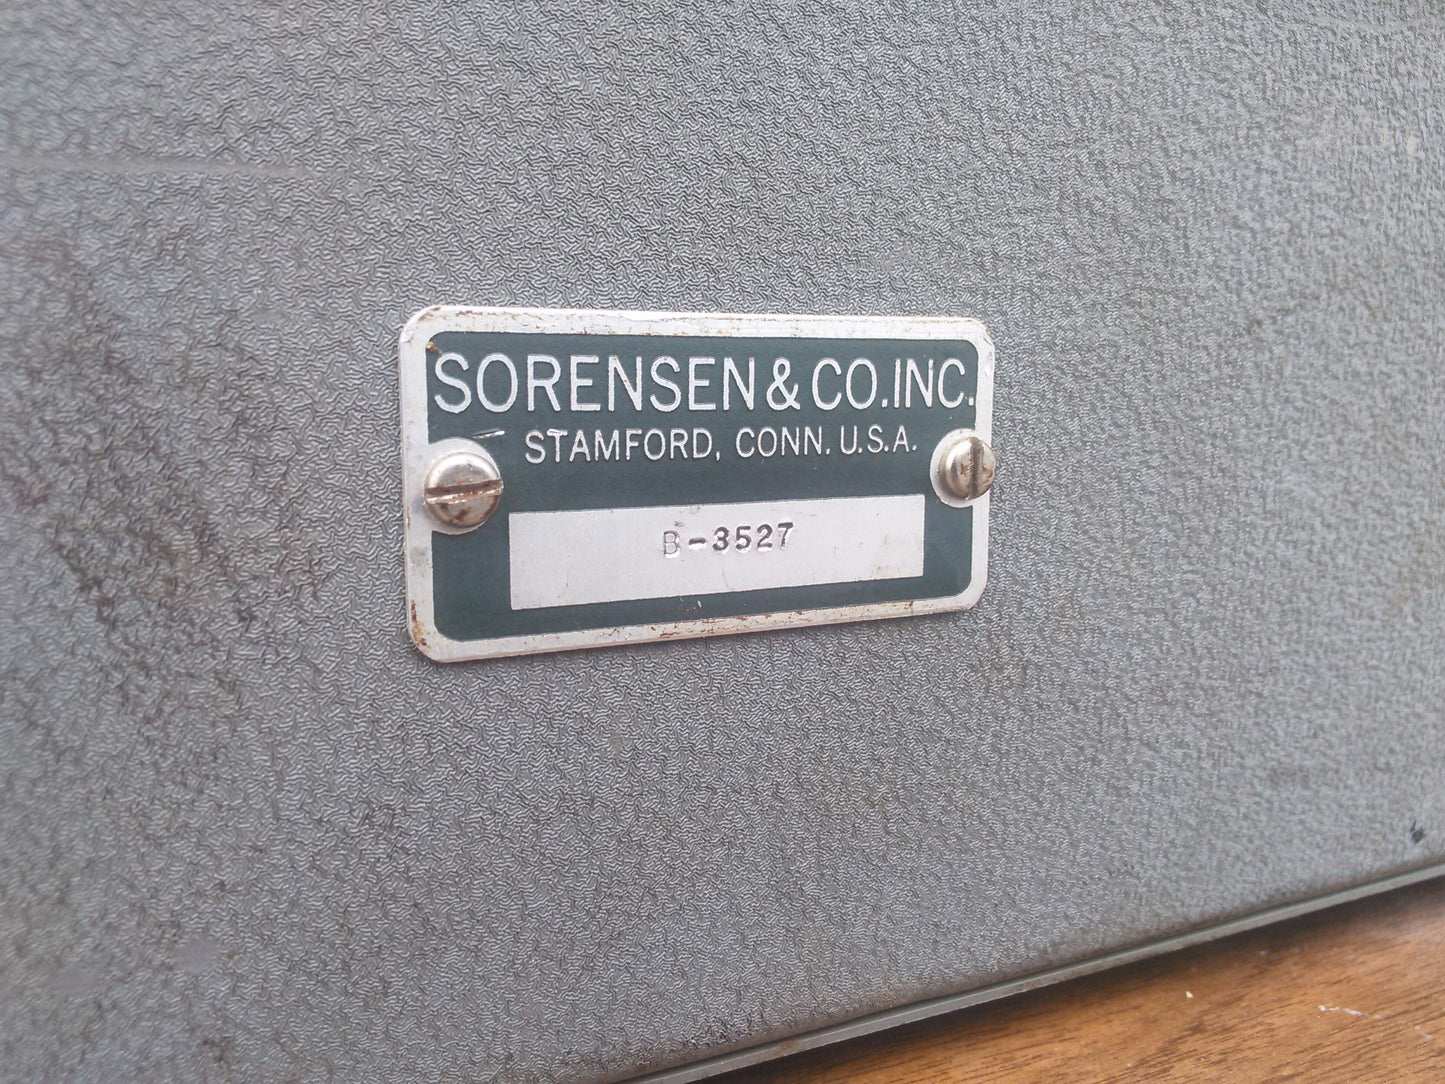 SORENSEN & CO. INC.
STAMFORD, CONN. U.S.A.
B-3527